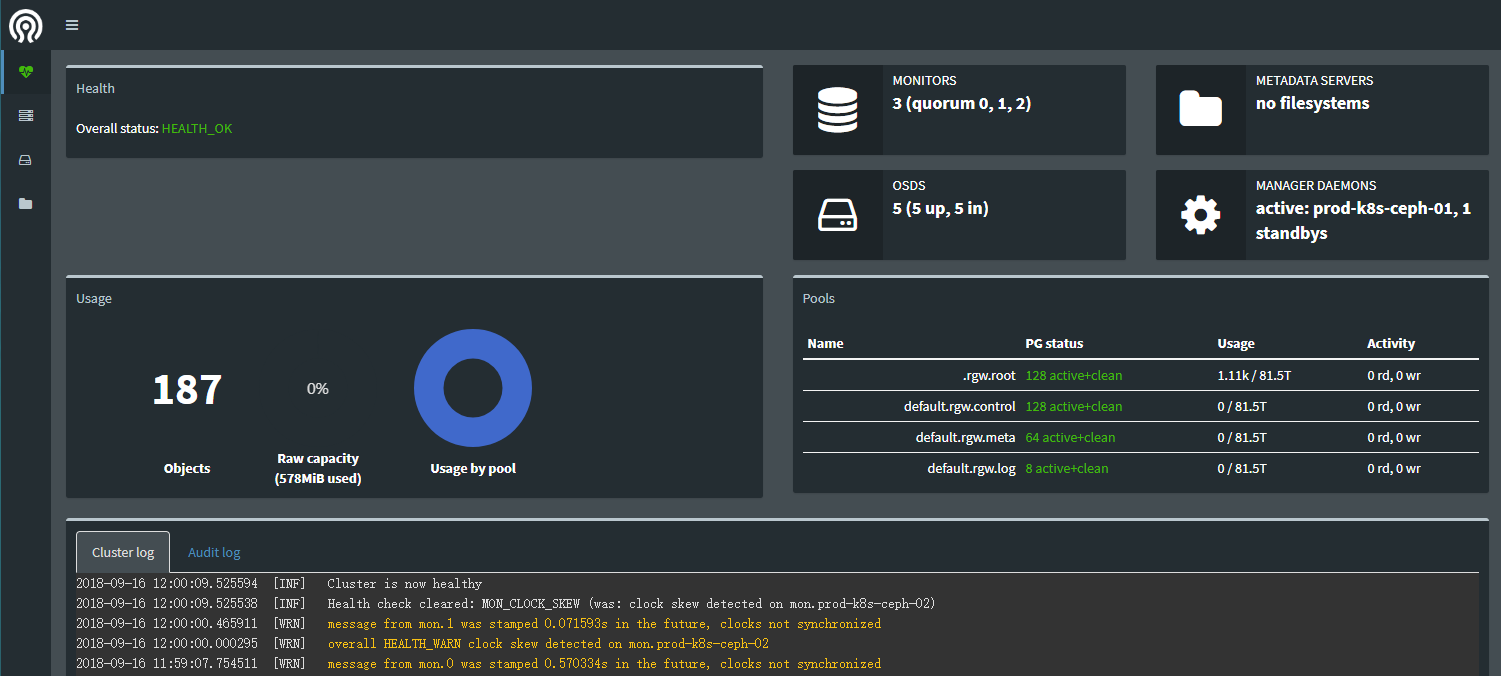 Health
Overall status: HEALTH_OK
MONITORS
3 (quorum 0, 1, 2)
METADATA SERVERS
no filesystems
OSDS
5 (5 up, 5 in)
MANAGER DAEMONS
active: prod-k8s-ceph-01, 1
standbys
Usage
187
Objects
0%
Raw capacity
(578MiB used)
Usage by pool
Pools
Name PG status Usage Activity
.rgw.root 128 active+clean 1.11k / 81.5T 0 rd, 0 wr
default.rgw.control 128 active+clean 0 / 81.5T 0 rd, 0 wr
default.rgw.meta 64 active+clean 0 / 81.5T 0 rd, 0 wr
default.rgw.log 8 active+clean 0 / 81.5T 0 rd, 0 wr
Cluster log Audit log
2018-09-16 12:00:09.525594 [INF] Cluster is now healthy
2018-09-16 12:00:09.525538 [INF] Health check cleared: MON_CLOCK_SKEW (was: clock skew detected on mon.prod-k8s-ceph-02)
2018-09-16 12:00:00.465911 [WRN] message from mon.1 was stamped 0.071593s in the future, clocks not synchronized
2018-09-16 12:00:00.000295 [WRN] overall HEALTH_WARN clock skew detected on mon.prod-k8s-ceph-02
2018-09-16 11:59:07.754511 [WRN] message from mon.0 was stamped 0.570334s in the future, clocks not synchronized